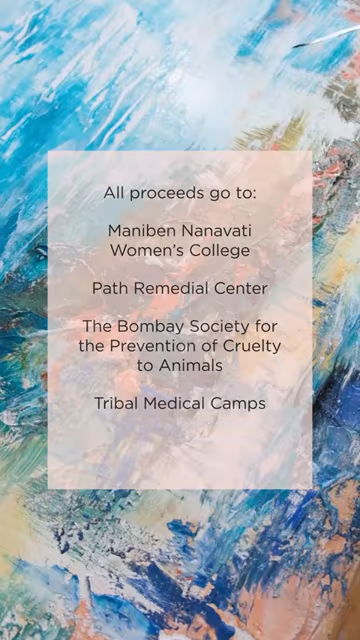 All proceeds go to:
Maniben Nanavati
Women's College
Path Remedial Center
The Bombay Society for
the Prevention of Cruelty
to Animals
Tribal Medical Camps